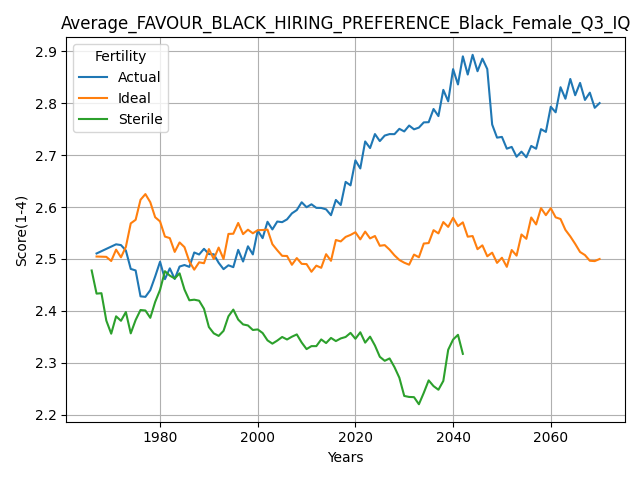 Average_FAVOUR_BLACK_HIRING_PREFERENCE_Black_Female_Q3_IQ
Fertility
Actual
Ideal
Sterile
Score(1-4)
2.9
2.8
2.7
2.6
2.5
2.4
2.3
2.2
1980 2000 2020 2040 2060
Years